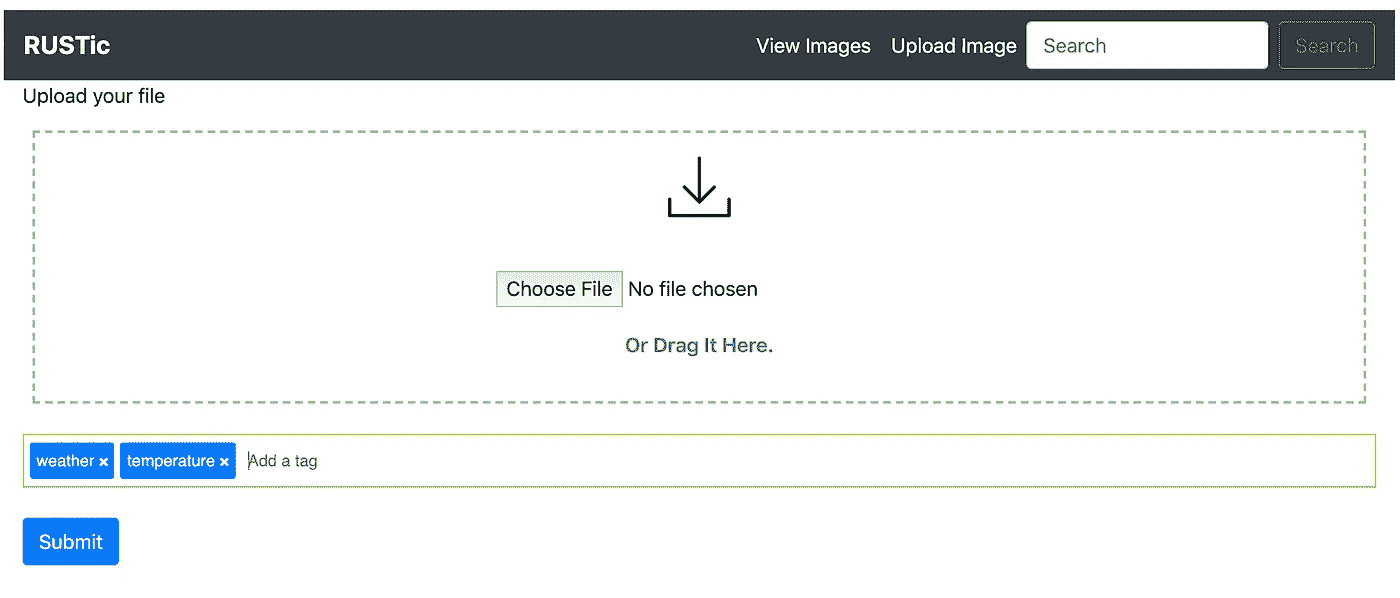 RUSTic View Images Upload Image Search Search
Upload your file
Choose File No file chosen
Or Drag It Here.
weather × temperature × Add a tag
Submit